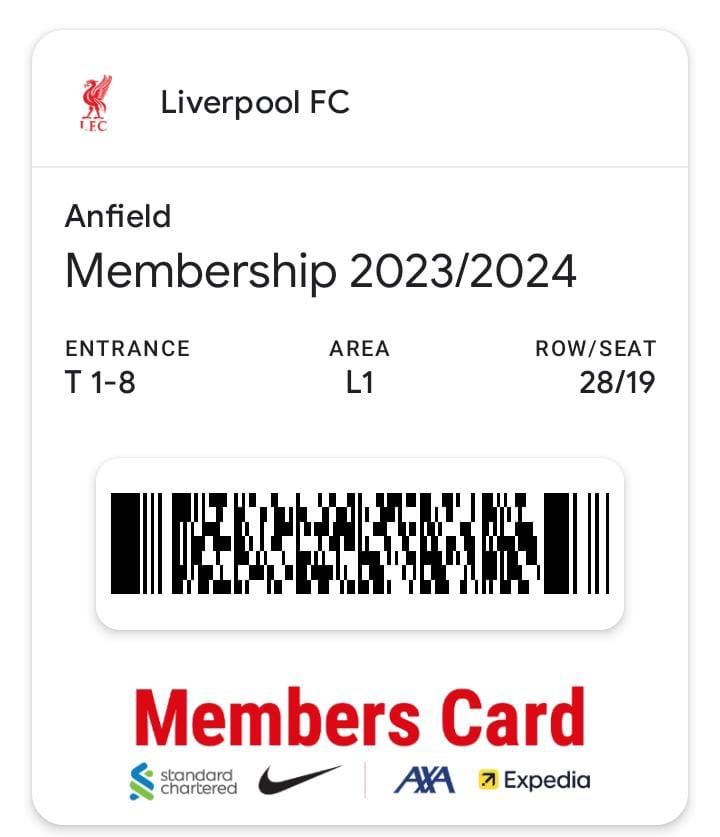 L.F.C
Liverpool FC
Anfield
Membership 2023/2024
ENTRANCE AREA ROW/SEAT
T 1-8 L1 28/19
Members Card
standard
chartered
AXA Expedia